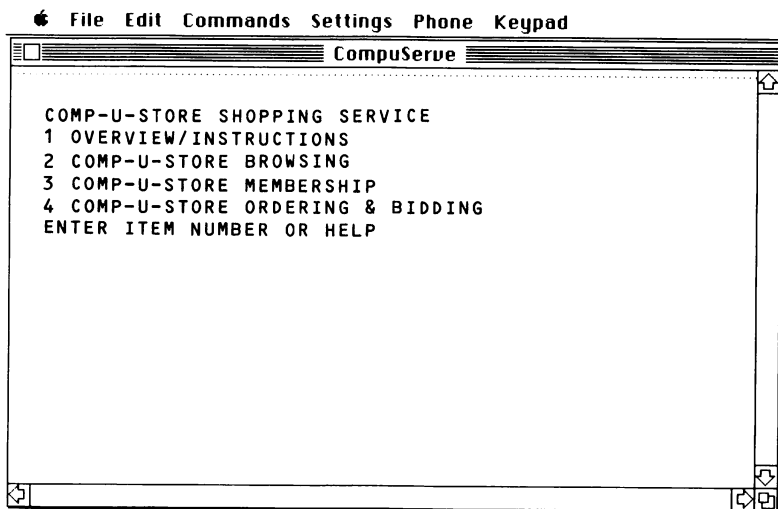 File Edit Commands Settings Phone Keypad
CompuServe
COMP-U-STORE SHOPPING SERVICE
1 OVERVIEW/INSTRUCTIONS
2 COMP-U-STORE BROWSING
3 COMP-U-STORE MEMBERSHIP
4 COMP-U-STORE ORDERING & BIDDING
ENTER ITEM NUMBER OR HELP